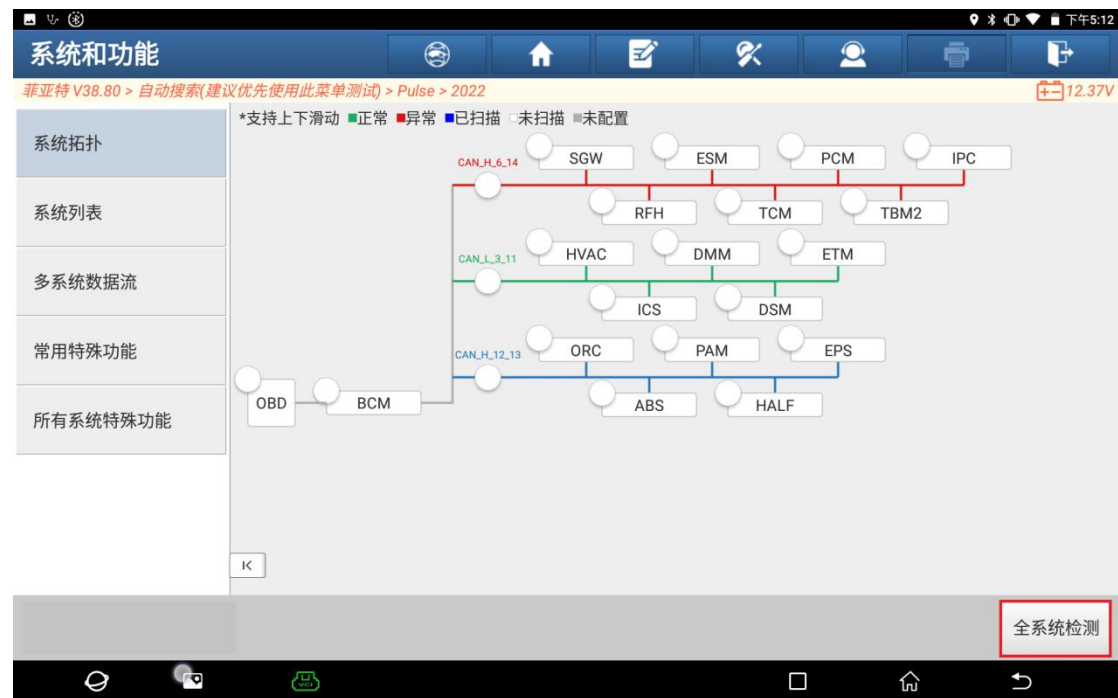 下午5:12
系统和功能
菲亚特 V38.80 > 自动搜索(建议优先使用此菜单测试) > Pulse > 2022
12.37V
系统拓扑
系统列表
多系统数据流
常用特殊功能
所有系统特殊功能
*支持上下滑动 正常 异常 已扫描 未扫描 未配置
CAN_H_6_14
SGW ESM PCM IPC
RFH TCM TBM2
CAN_L_3_11
HVAC DMM ETM
ICS DSM
CAN_H_12_13
ORC PAM EPS
ABS HALF
OBD BCM
K
全系统检测
VCI